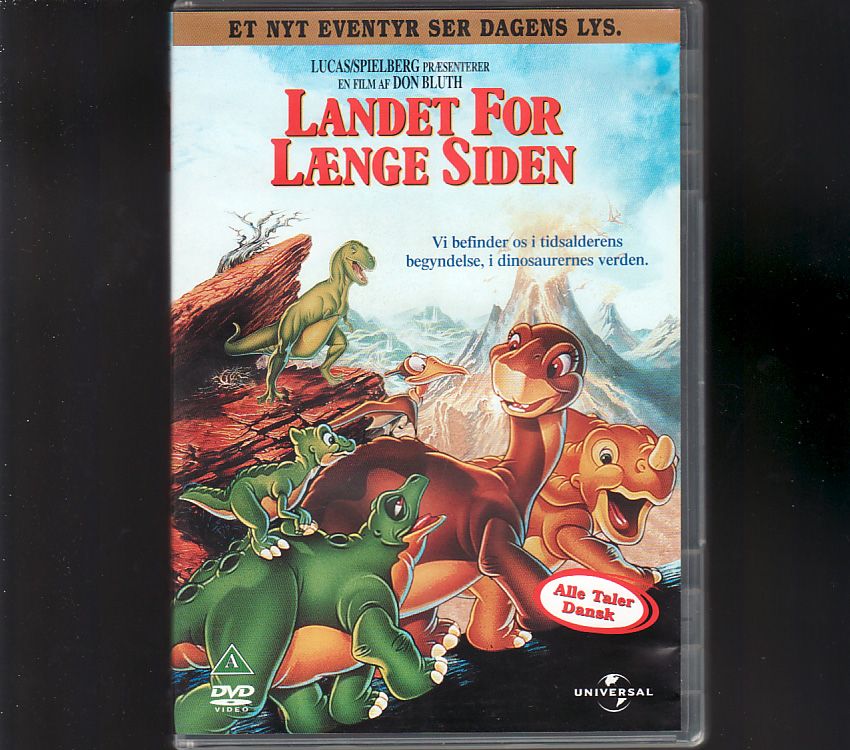 ET NYT EVENTYR SER DAGENS LYS.
LUCAS/SPIELBERG PRÆSENTERER
EN FILM AF DON BLUTH
LANDET FOR
LÆNGE SIDEN
Vi befinder os i tidsalderens
begyndelse, i dinosaurernes verden.
Alle Taler
Dansk
A
DVD
VIDEO
UNIVERSAL